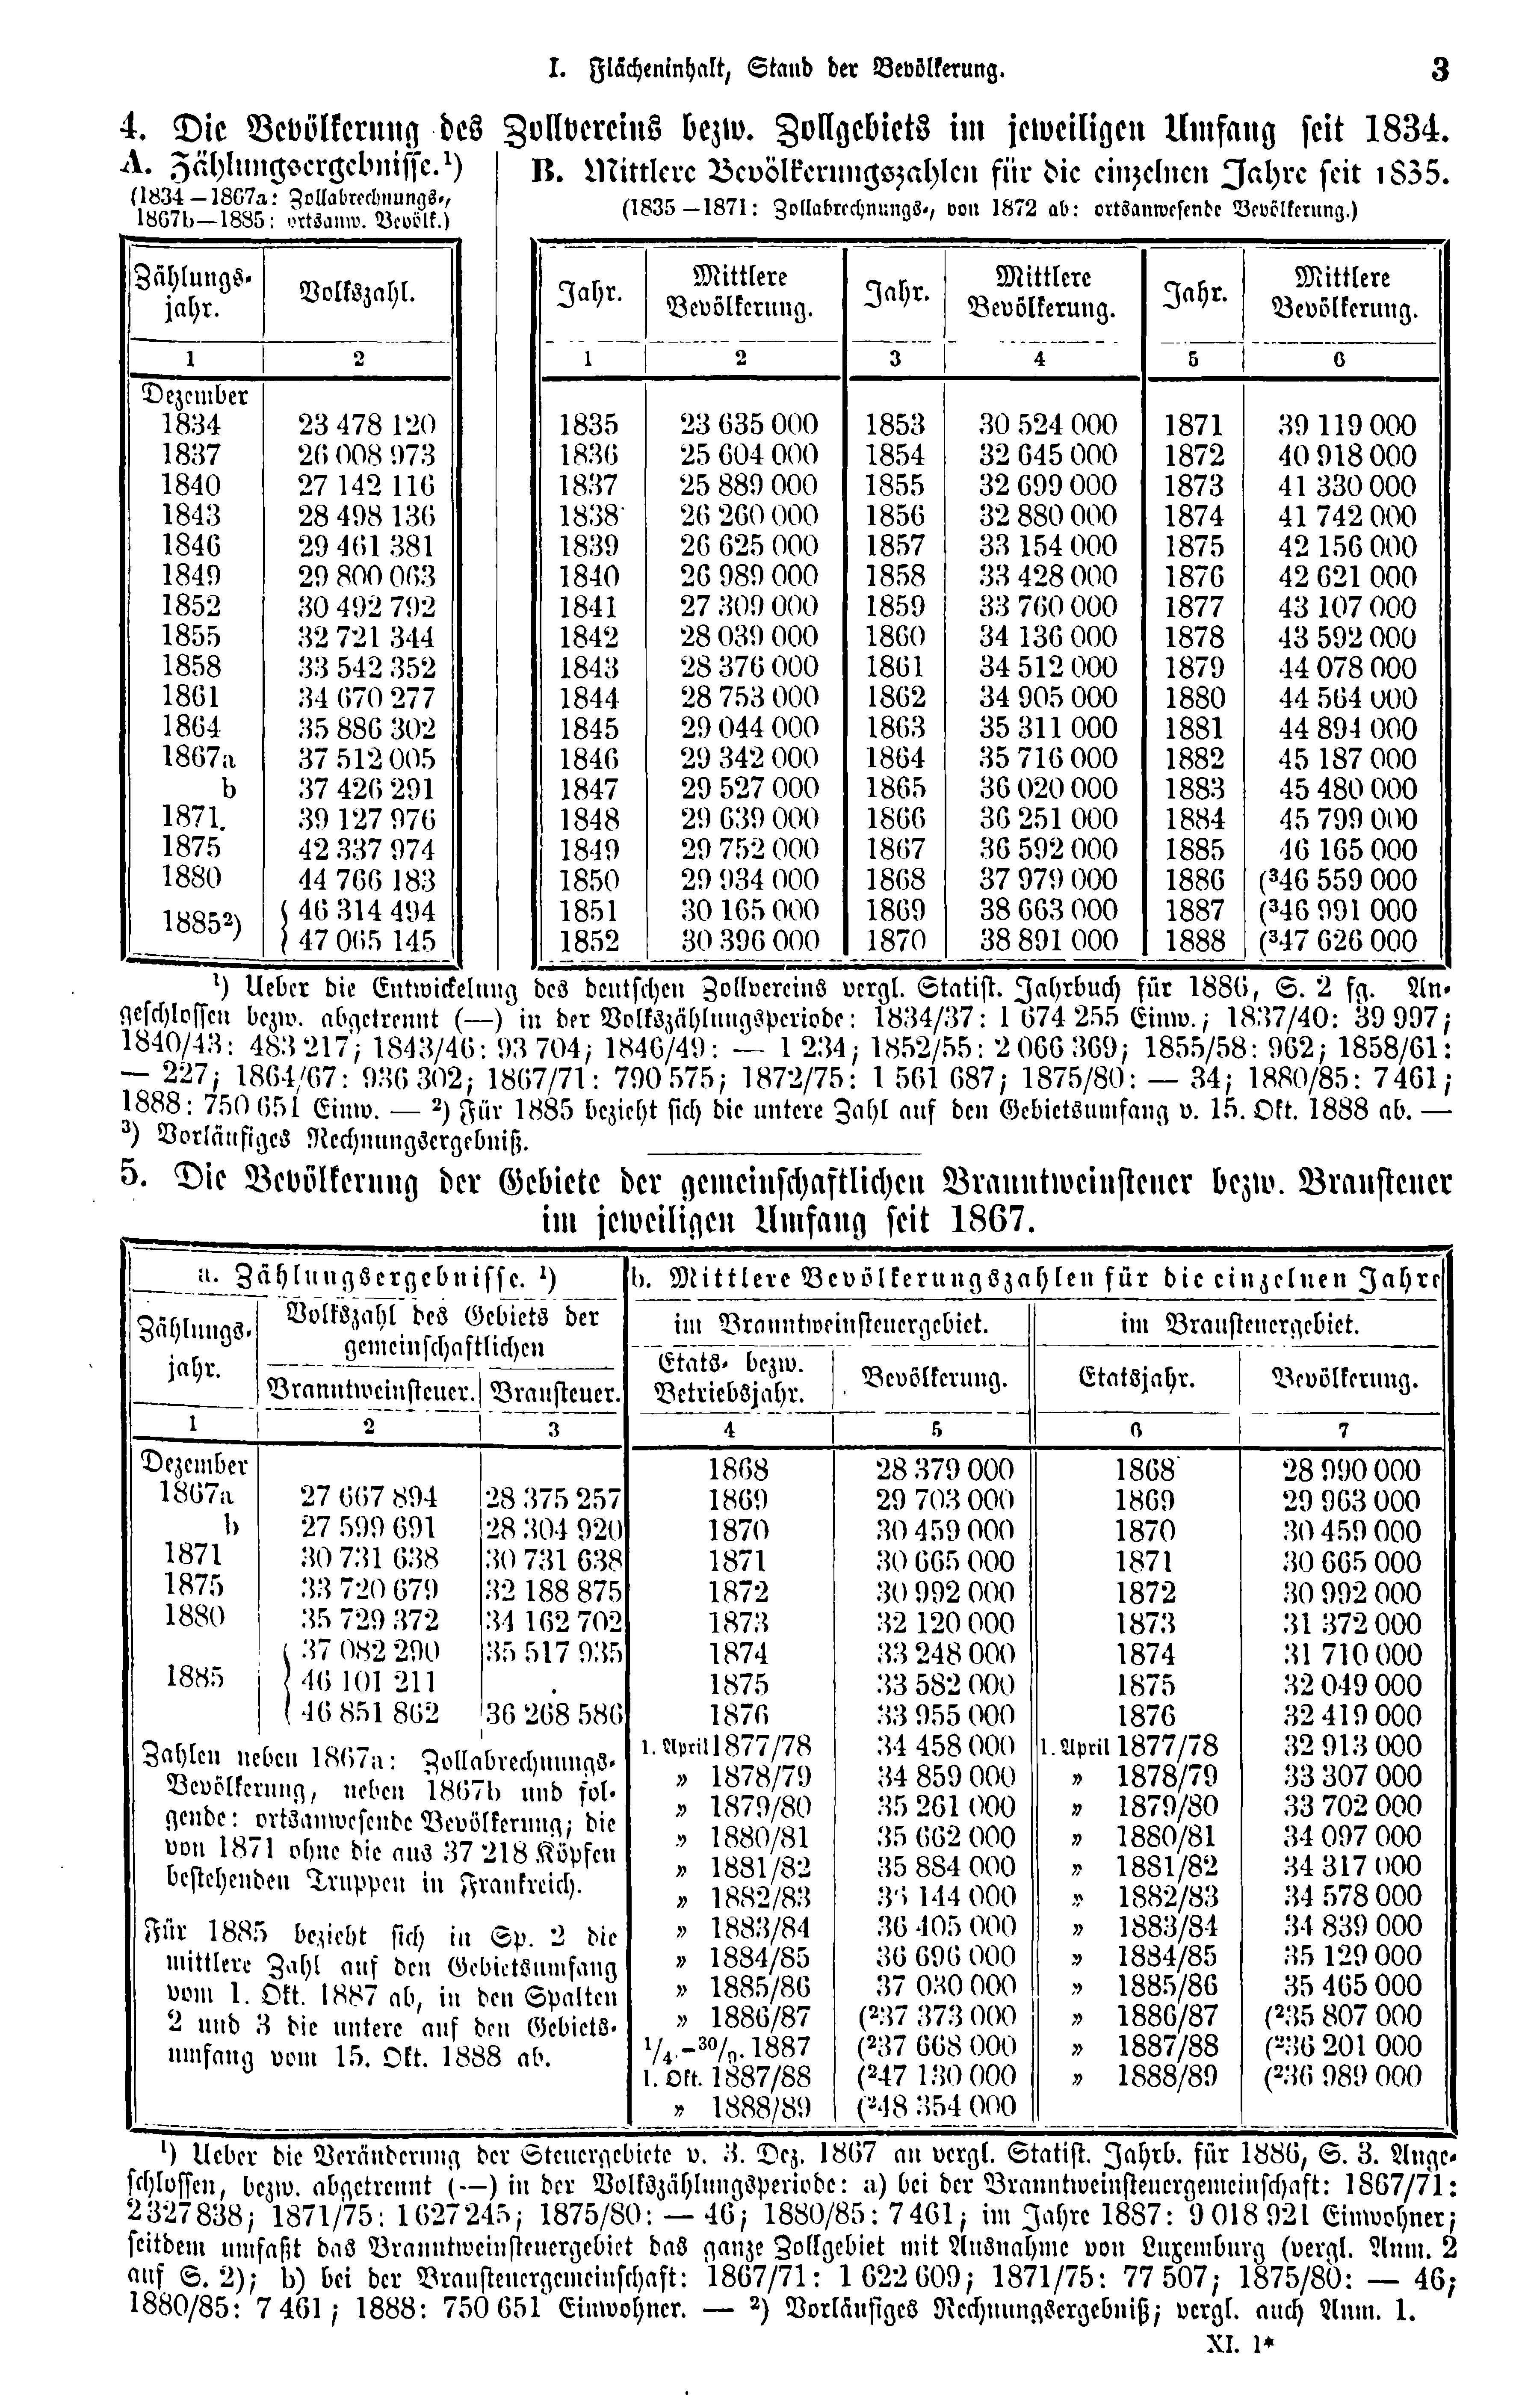 I. Flächeninhalt, Stand der Bevölkerung.
3
4. Die Bevölkerung des Zollvereins bezw. Zollgebiets im jeweiligen Umfang seit 1834.
A. Zählungsergebnisse.¹)
(1834—1867a: Zollabrechnungs-,
1867b—1885: ortsanw. Bevölk.)
Zählungs-
jahr.
Volkszahl.
1 2
Dezember
1834 23 478 120
1837 26 008 973
1840 27 142 116
1843 28 498 136
1846 29 461 381
1849 29 800 063
1852 30 492 792
1855 32 721 344
1858 33 542 352
1861 34 670 277
1864 35 886 302
1867a 37 512 005
b 37 426 291
1871. 39 127 976
1875 42 337 974
1880 44 766 183
1885²) { 46 314 494
47 065 145
B. Mittlere Bevölkerungszahlen für die einzelnen Jahre seit 1835.
(1835—1871: Zollabrechnungs-, von 1872 ab: ortsanwesende Bevölkerung.)
Jahr. Mittlere Bevölkerung. Jahr. Mittlere Bevölkerung. Jahr. Mittlere Bevölkerung.
1 2 3 4 5 6
1835 23 635 000 1853 30 524 000 1871 39 119 000
1836 25 604 000 1854 32 645 000 1872 40 918 000
1837 25 889 000 1855 32 699 000 1873 41 330 000
1838 26 260 000 1856 32 880 000 1874 41 742 000
1839 26 625 000 1857 33 154 000 1875 42 156 000
1840 26 989 000 1858 33 428 000 1876 42 621 000
1841 27 309 000 1859 33 760 000 1877 43 107 000
1842 28 039 000 1860 34 136 000 1878 43 592 000
1843 28 376 000 1861 34 512 000 1879 44 078 000
1844 28 753 000 1862 34 905 000 1880 44 564 000
1845 29 044 000 1863 35 311 000 1881 44 894 000
1846 29 342 000 1864 35 716 000 1882 45 187 000
1847 29 527 000 1865 36 020 000 1883 45 480 000
1848 29 639 000 1866 36 251 000 1884 45 799 000
1849 29 752 000 1867 36 592 000 1885 46 165 000
1850 29 934 000 1868 37 979 000 1886 (³46 559 000
1851 30 165 000 1869 38 663 000 1887 (³46 991 000
1852 30 396 000 1870 38 891 000 1888 (³47 626 000
¹) Ueber die Entwickelung des deutschen Zollvereins vergl. Statist. Jahrbuch für 1886, S. 2 fg. An-
geschlossen bezw. abgetrennt (—) in der Volkszählungsperiode: 1834/37: 1 674 255 Einw.; 1837/40: 39 997;
1840/43: 483 217; 1843/46: 93 704; 1846/49: — 1 234; 1852/55: 2 066 369; 1855/58: 962; 1858/61:
— 227; 1864/67: 936 302; 1867/71: 790 575; 1872/75: 1 561 687; 1875/80: — 34; 1880/85: 7 461;
1888: 750 651 Einw. — ²) Für 1885 bezieht sich die untere Zahl auf den Gebietsumfang v. 15. Okt. 1888 ab. —
³) Vorläufiges Rechnungsergebniß.
5. Die Bevölkerung der Gebiete der gemeinschaftlichen Branntweinsteuer bezw. Brausteuer
im jeweiligen Umfang seit 1867.
a. Zählungsergebnisse. ¹)
Zählungs-
jahr.
Volkszahl des Gebiets der
gemeinschaftlichen
Branntweinsteuer. Brausteuer.
1 2 3
Dezember
1867a 27 667 894 28 375 257
b 27 599 691 28 304 920
1871 30 731 638 30 731 638
1875 33 720 679 32 188 875
1880 35 729 372 34 162 702
37 082 290 35 517 935
1885 { 46 101 211 .
46 851 862 36 268 586
Zahlen neben 1867a: Zollabrechnungs-
Bevölkerung, neben 1867b und fol-
gende: ortsanwesende Bevölkerung; die
von 1871 ohne die aus 37 218 Köpfen
bestehenden Truppen in Frankreich.
Für 1885 bezieht sich in Sp. 2 die
mittlere Zahl auf den Gebietsumfang
vom 1. Okt. 1887 ab, in den Spalten
2 und 3 die untere auf den Gebiets-
umfang vom 15. Okt. 1888 ab.
b. Mittlere Bevölkerungszahlen für die einzelnen Jahre
im Branntweinsteuergebiet. im Brausteuergebiet.
Etats- bezw.
Betriebsjahr.
Bevölkerung. Etatsjahr. Bevölkerung.
4 5 6 7
1868 28 379 000 1868 28 990 000
1869 29 703 000 1869 29 963 000
1870 30 459 000 1870 30 459 000
1871 30 665 000 1871 30 665 000
1872 30 992 000 1872 30 992 000
1873 32 120 000 1873 31 372 000
1874 33 248 000 1874 31 710 000
1875 33 582 000 1875 32 049 000
1876 33 955 000 1876 32 419 000
1. April 1877/78 34 458 000 1. April 1877/78 32 913 000
„ 1878/79 34 859 000 „ 1878/79 33 307 000
„ 1879/80 35 261 000 „ 1879/80 33 702 000
„ 1880/81 35 662 000 „ 1880/81 34 097 000
„ 1881/82 35 884 000 „ 1881/82 34 317 000
„ 1882/83 36 144 000 „ 1882/83 34 578 000
„ 1883/84 36 405 000 „ 1883/84 34 839 000
„ 1884/85 36 696 000 „ 1884/85 35 129 000
„ 1885/86 37 030 000 „ 1885/86 35 465 000
„ 1886/87 (²37 373 000 „ 1886/87 (²35 807 000
1/4.–30/9. 1887 (²37 668 000 „ 1887/88 (²36 201 000
1. Okt. 1887/88 (²47 130 000 „ 1888/89 (²36 989 000
„ 1888/89 (²48 354 000
¹) Ueber die Veränderung der Steuergebiete v. 3. Dez. 1867 an vergl. Statist. Jahrb. für 1886, S. 3. Ange-
schlossen, bezw. abgetrennt (—) in der Volkszählungsperiode: a) bei der Branntweinsteuergemeinschaft: 1867/71:
2 327 838; 1871/75: 1 627 245; 1875/80: — 46; 1880/85: 7 461; im Jahre 1887: 9 018 921 Einwohner;
seitdem umfaßt das Branntweinsteuergebiet das ganze Zollgebiet mit Ausnahme von Luxemburg (vergl. Anm. 2
auf S. 2); b) bei der Brausteuergemeinschaft: 1867/71: 1 622 609; 1871/75: 77 507; 1875/80: — 46;
1880/85: 7 461; 1888: 750 651 Einwohner. — ²) Vorläufiges Rechnungsergebniß; vergl. auch Anm. 1.
XI. 1*